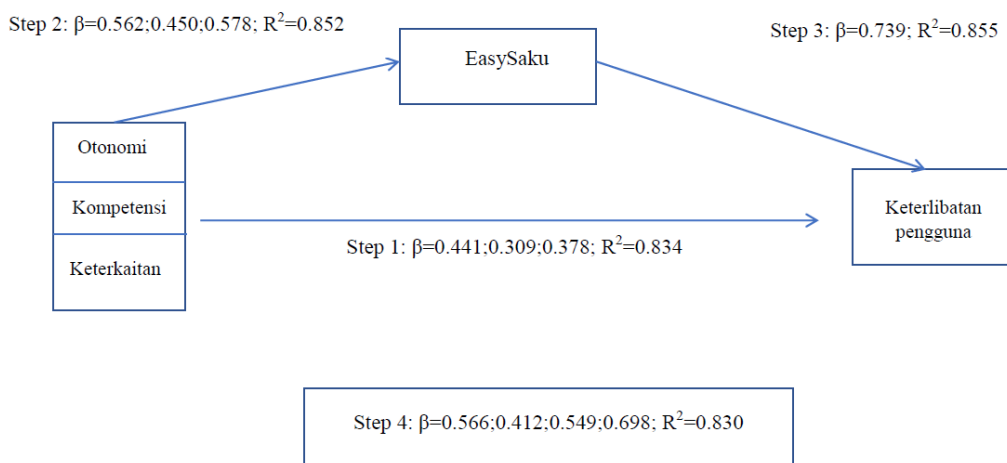 Step 2: β=0.562;0.450;0.578; R²=0.852
Step 3: β=0.739; R²=0.855
EasySaku
Otonomi
Kompetensi
Keterkaitan
Keterlibatan
pengguna
Step 1: β=0.441;0.309;0.378; R²=0.834
Step 4: β=0.566;0.412;0.549;0.698; R²=0.830